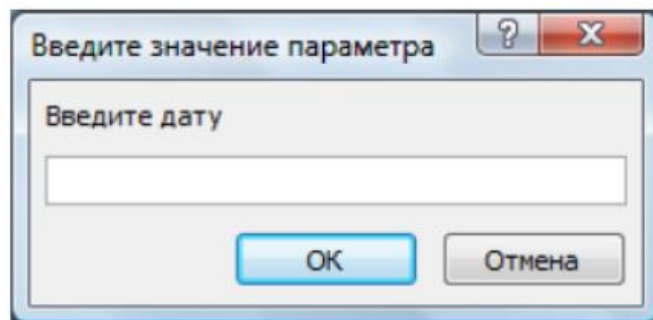 Введите значение параметра
Введите дату
ОК
Отмена